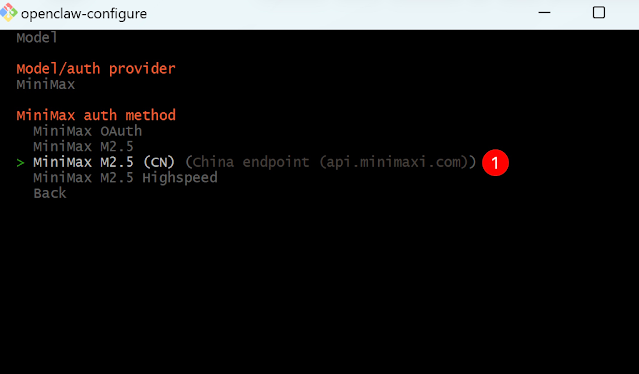 openclaw-configure
Model
Model/auth provider
MiniMax
MiniMax auth method
MiniMax OAuth
MiniMax M2.5
> MiniMax M2.5 (CN) (China endpoint (api.minimaxi.com)) 1
MiniMax M2.5 Highspeed
Back